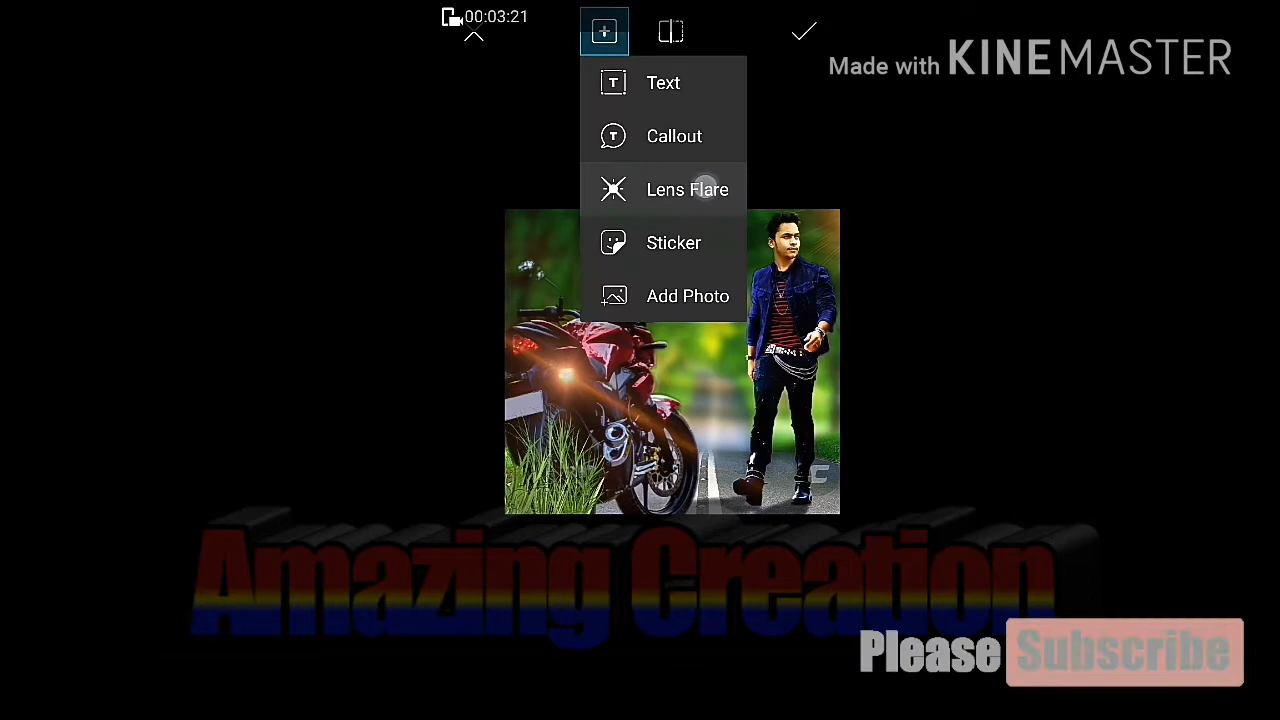 00:03:21
Made with KINEMASTER
Text
Callout
Lens Flare
Sticker
Add Photo
Amazing Creation
Please Subscribe